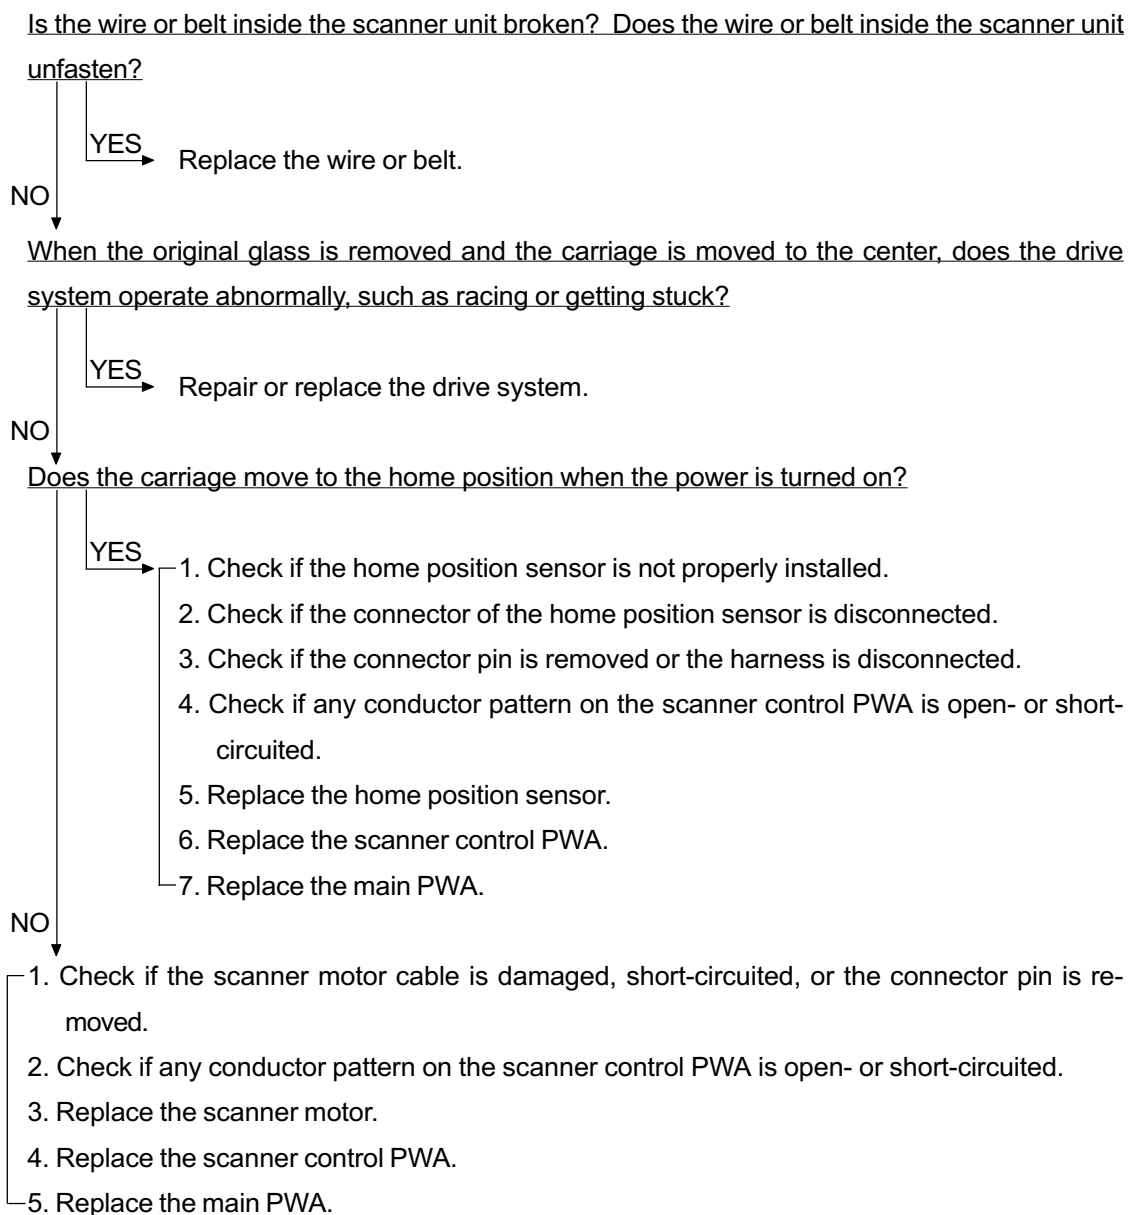 Is the wire or belt inside the scanner unit broken? Does the wire or belt inside the scanner unit
unfasten?
YES
Replace the wire or belt.
NO
When the original glass is removed and the carriage is moved to the center, does the drive
system operate abnormally, such as racing or getting stuck?
YES
Repair or replace the drive system.
NO
Does the carriage move to the home position when the power is turned on?
YES
1. Check if the home position sensor is not properly installed.
2. Check if the connector of the home position sensor is disconnected.
3. Check if the connector pin is removed or the harness is disconnected.
4. Check if any conductor pattern on the scanner control PWA is open- or short-
circuited.
5. Replace the home position sensor.
6. Replace the scanner control PWA.
7. Replace the main PWA.
NO
1. Check if the scanner motor cable is damaged, short-circuited, or the connector pin is re-
moved.
2. Check if any conductor pattern on the scanner control PWA is open- or short-circuited.
3. Replace the scanner motor.
4. Replace the scanner control PWA.
5. Replace the main PWA.